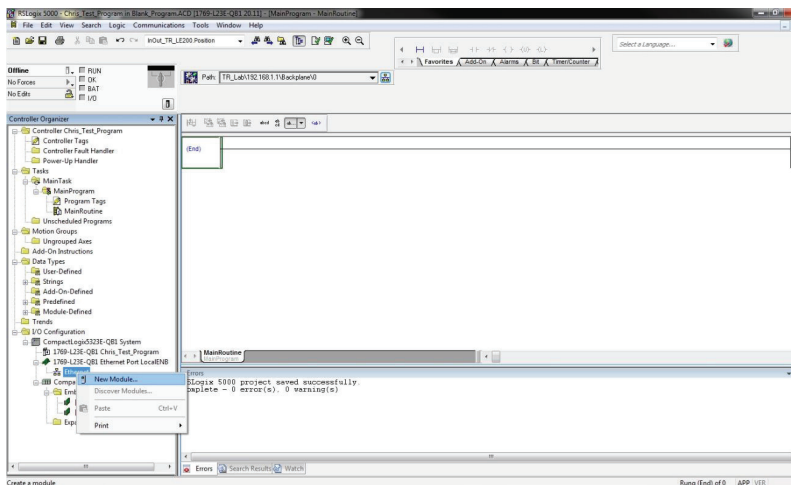 RSLogix 5000 - Chris_Test_Program in Blank_Program.ACD [1769-L23E-QB1 20.11] - [MainProgram - MainRoutine]
File Edit View Search Logic Communications Tools Window Help
InOut_TR_LE200.Position
Select a Language...
Favorites Add-On Alarms Bit Timer/Counter
Offline
RUN
No Forces
OK
BAT
No Edits
I/O
Path: TR_Lab\192.168.1.1\Backplane\0
Controller Organizer
Controller Chris_Test_Program
Controller Tags
Controller Fault Handler
Power-Up Handler
Tasks
MainTask
MainProgram
Program Tags
MainRoutine
Unscheduled Programs
Motion Groups
Ungrouped Axes
Add-On Instructions
Data Types
User-Defined
Strings
Add-On-Defined
Predefined
Module-Defined
Trends
I/O Configuration
CompactLogix5323E-QB1 System
1769-L23E-QB1 Chris_Test_Program
1769-L23E-QB1 Ethernet Port LocalENB
Compa
Emb
Expa
New Module...
Discover Modules...
Paste Ctrl+V
Print
(End)
MainRoutine
MainProgram
Errors
RSLogix 5000 project saved successfully.
Complete - 0 error(s), 0 warning(s)
Errors Search Results Watch
Create a module
Rung (End) of 0 APP VER